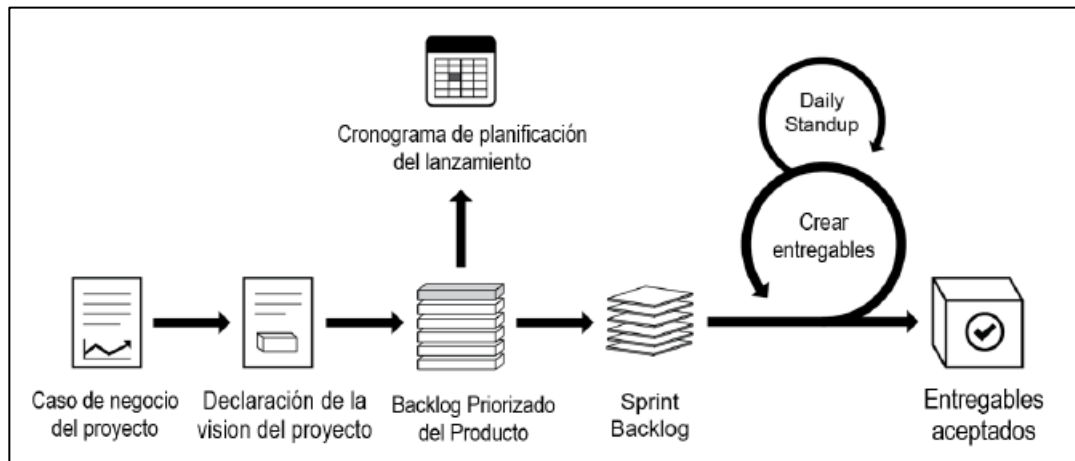 Cronograma de planificación
del lanzamiento
Daily
Standup
Crear
entregables
Caso de negocio
del proyecto
Declaración de la
vision del proyecto
Backlog Priorizado
del Producto
Sprint
Backlog
Entregables
aceptados